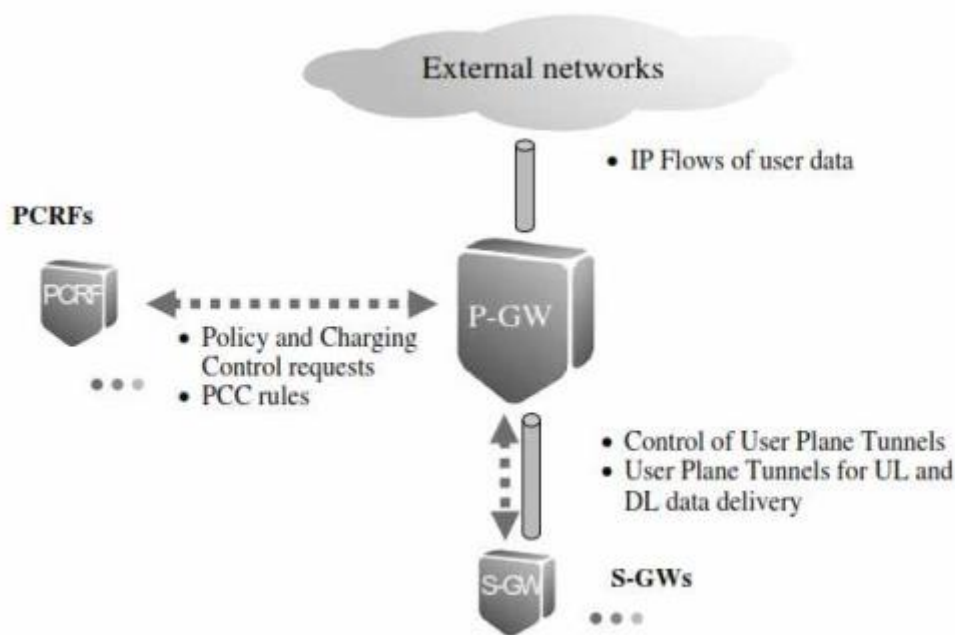 External networks
• IP Flows of user data
PCRFs
PCRF
P-GW
• Policy and Charging
Control requests
• PCC rules
• Control of User Plane Tunnels
• User Plane Tunnels for UL and
DL data delivery
S-GW
S-GWs